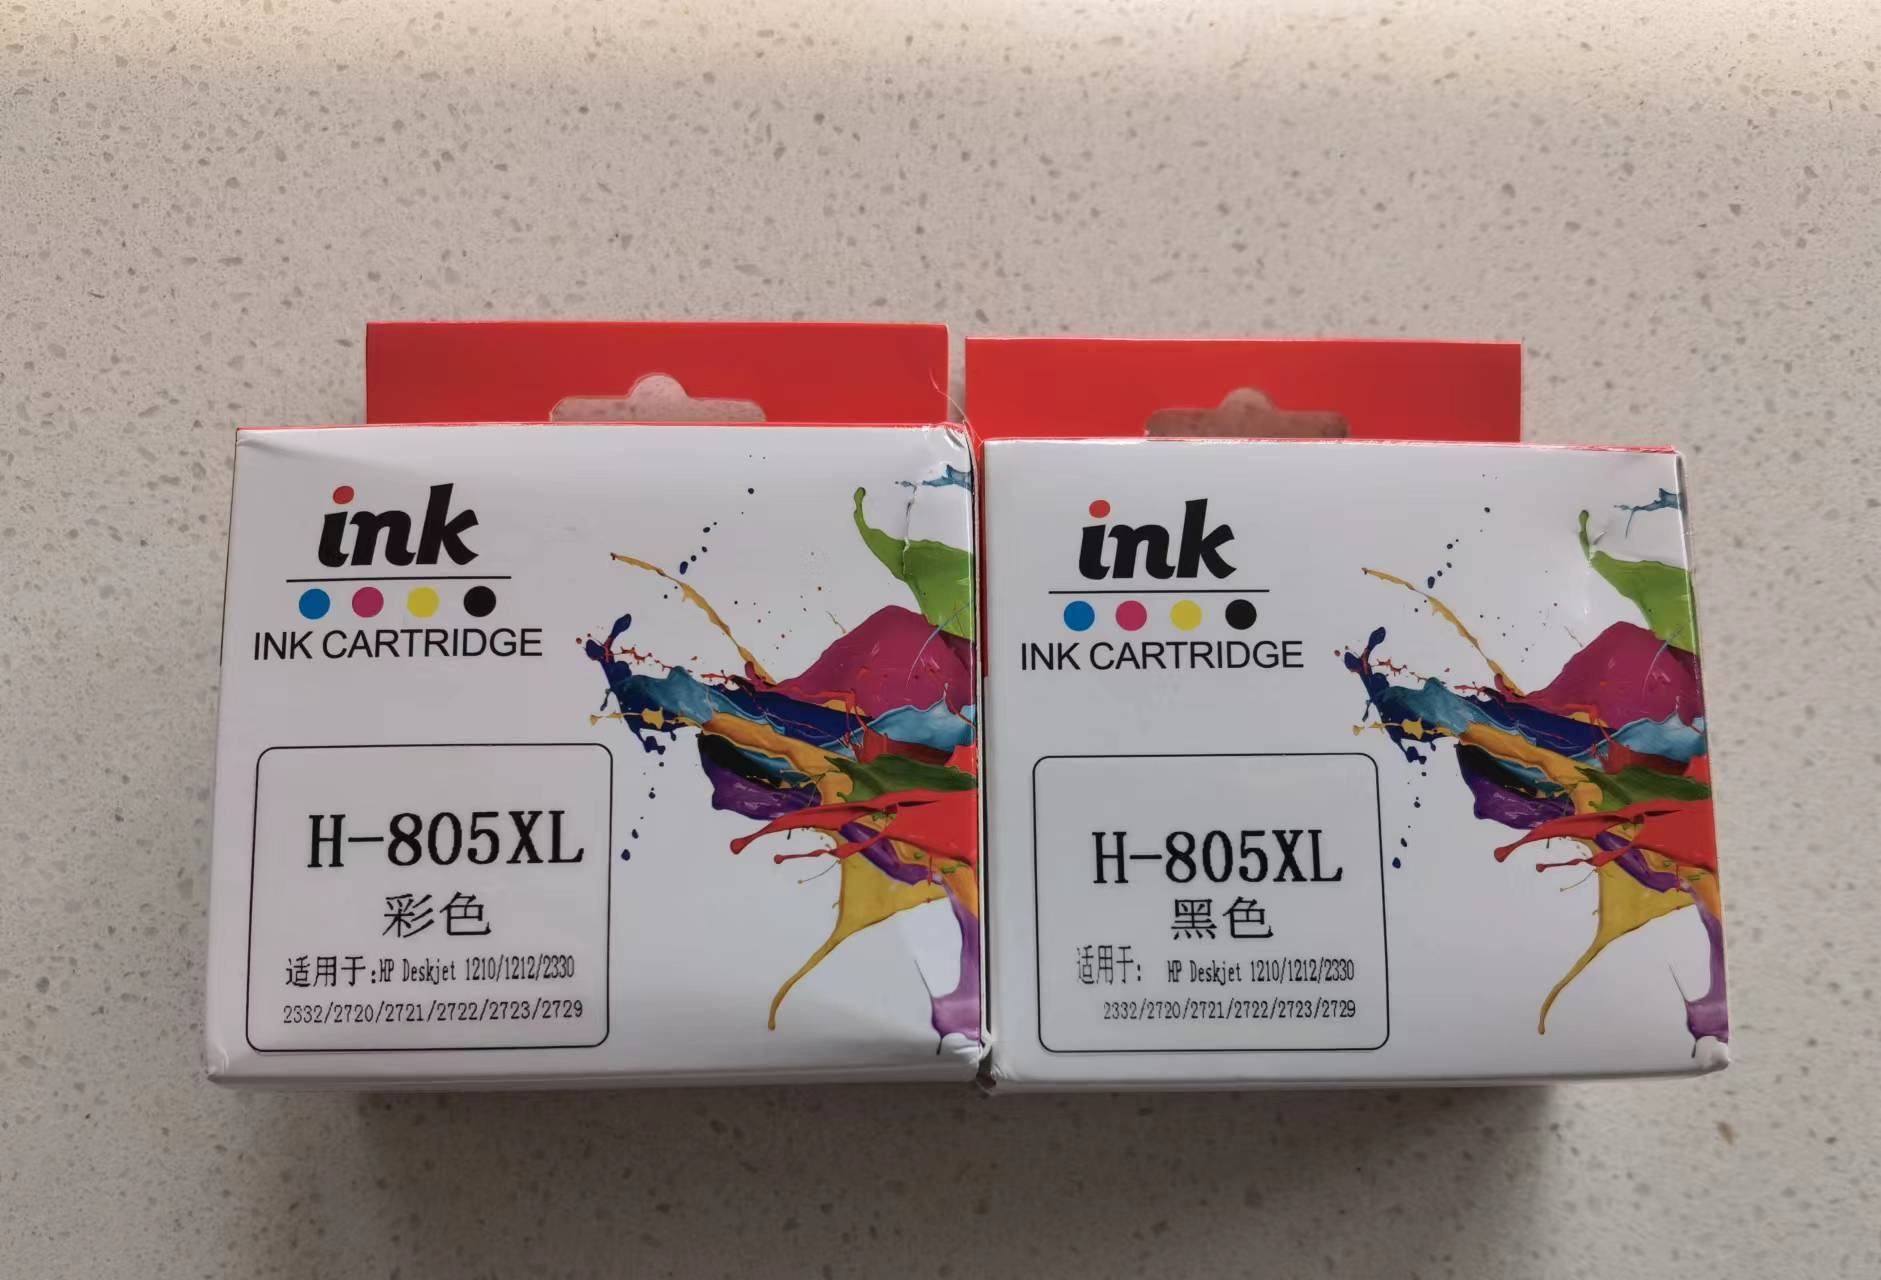 ink
INK CARTRIDGE
H-805XL
彩色
适用于:HP Deskjet 1210/1212/2330
2332/2720/2721/2722/2723/2729
ink
INK CARTRIDGE
H-805XL
黑色
适用于: HP Deskjet 1210/1212/2330
2332/2720/2721/2722/2723/2729